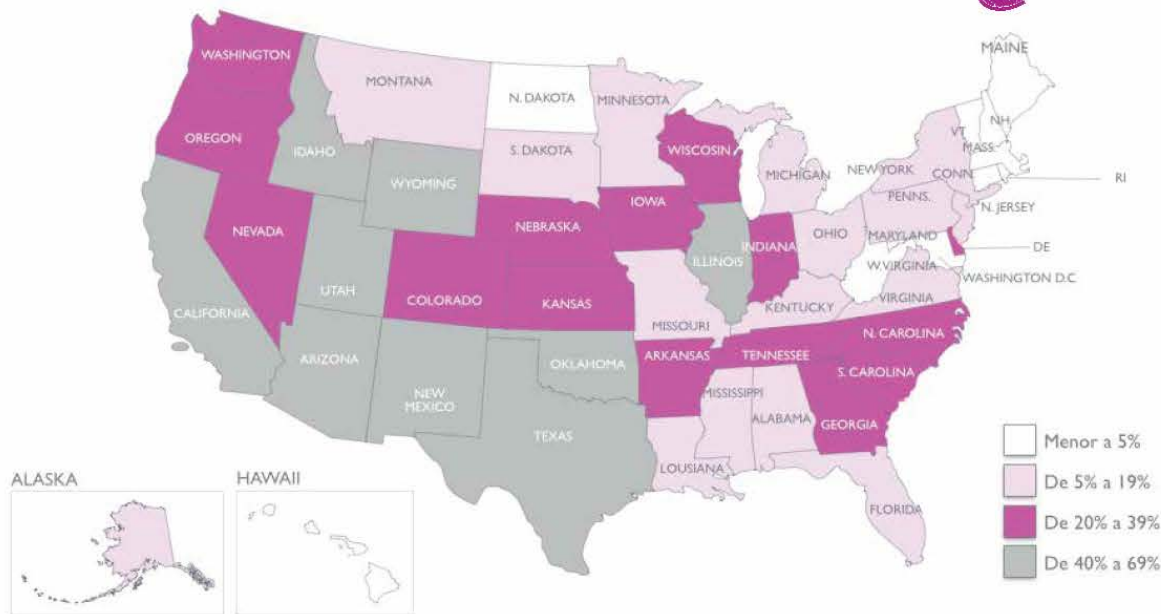 MAINE
WASHINGTON
MONTANA
N. DAKOTA
MINNESOTA
VT.
NH.
OREGON
IDAHO
S. DAKOTA
WISCOSIN
MICHIGAN
NEW YORK
MASS.
CONN.
RI
WYOMING
PENNS.
N. JERSEY
NEVADA
NEBRASKA
IOWA
ILLINOIS
INDIANA
OHIO
MARYLAND
DE
W. VIRGINIA
WASHINGTON D.C
UTAH
COLORADO
KANSAS
MISSOURI
KENTUCKY
VIRGINIA
CALIFORNIA
ARIZONA
NEW
MEXICO
OKLAHOMA
ARKANSAS
TENNESSEE
N. CAROLINA
S. CAROLINA
MISSISSIPPI
ALABAMA
GEORGIA
TEXAS
LOUSIANA
FLORIDA
ALASKA
HAWAII
Menor a 5%
De 5% a 19%
De 20% a 39%
De 40% a 69%